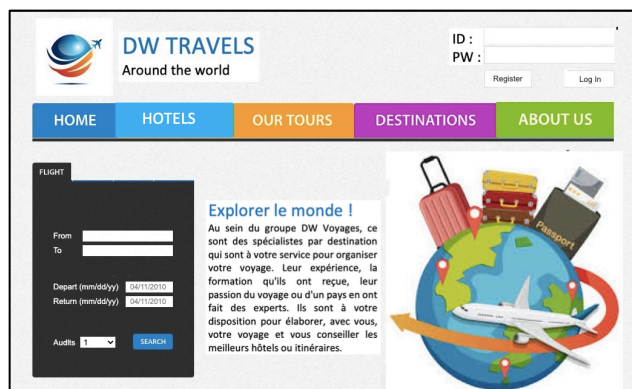 DW TRAVELS
Around the world
ID :
PW :
Register
Log In
HOME
HOTELS
OUR TOURS
DESTINATIONS
ABOUT US
FLIGHT
From
To
Depart (mm/dd/yy) 04/11/2010
Return (mm/dd/yy) 04/11/2010
Audlts 1
SEARCH
Explorer le monde !
Au sein du groupe DW Voyages, ce
sont des spécialistes par destination
qui sont à votre service pour organiser
votre voyage. Leur expérience, la
formation qu'ils ont reçue, leur
passion du voyage ou d'un pays en ont
fait des experts. Ils sont à votre
disposition pour élaborer, avec vous,
votre voyage et vous conseiller les
meilleurs hôtels ou itinéraires.
Passport